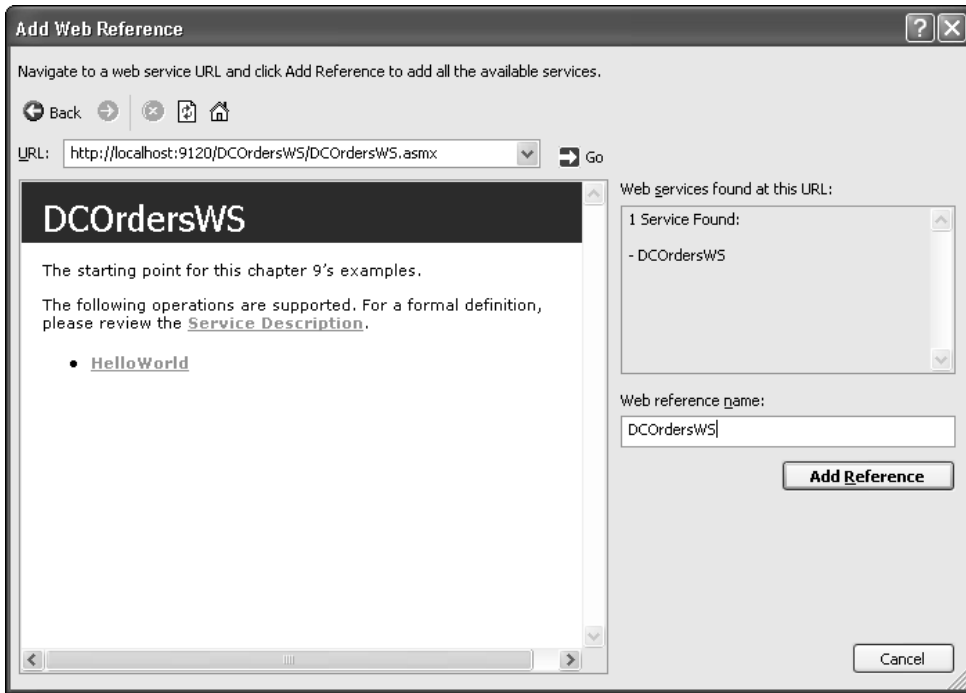 Add Web Reference
Navigate to a web service URL and click Add Reference to add all the available services.
Back
URL: http://localhost:9120/DCOrdersWS/DCOrdersWS.asmx Go
DCOrdersWS
The starting point for this chapter 9's examples.
The following operations are supported. For a formal definition,
please review the Service Description.
• HelloWorld
Web services found at this URL:
1 Service Found:
- DCOrdersWS
Web reference name:
DCOrdersWS
Add Reference
Cancel